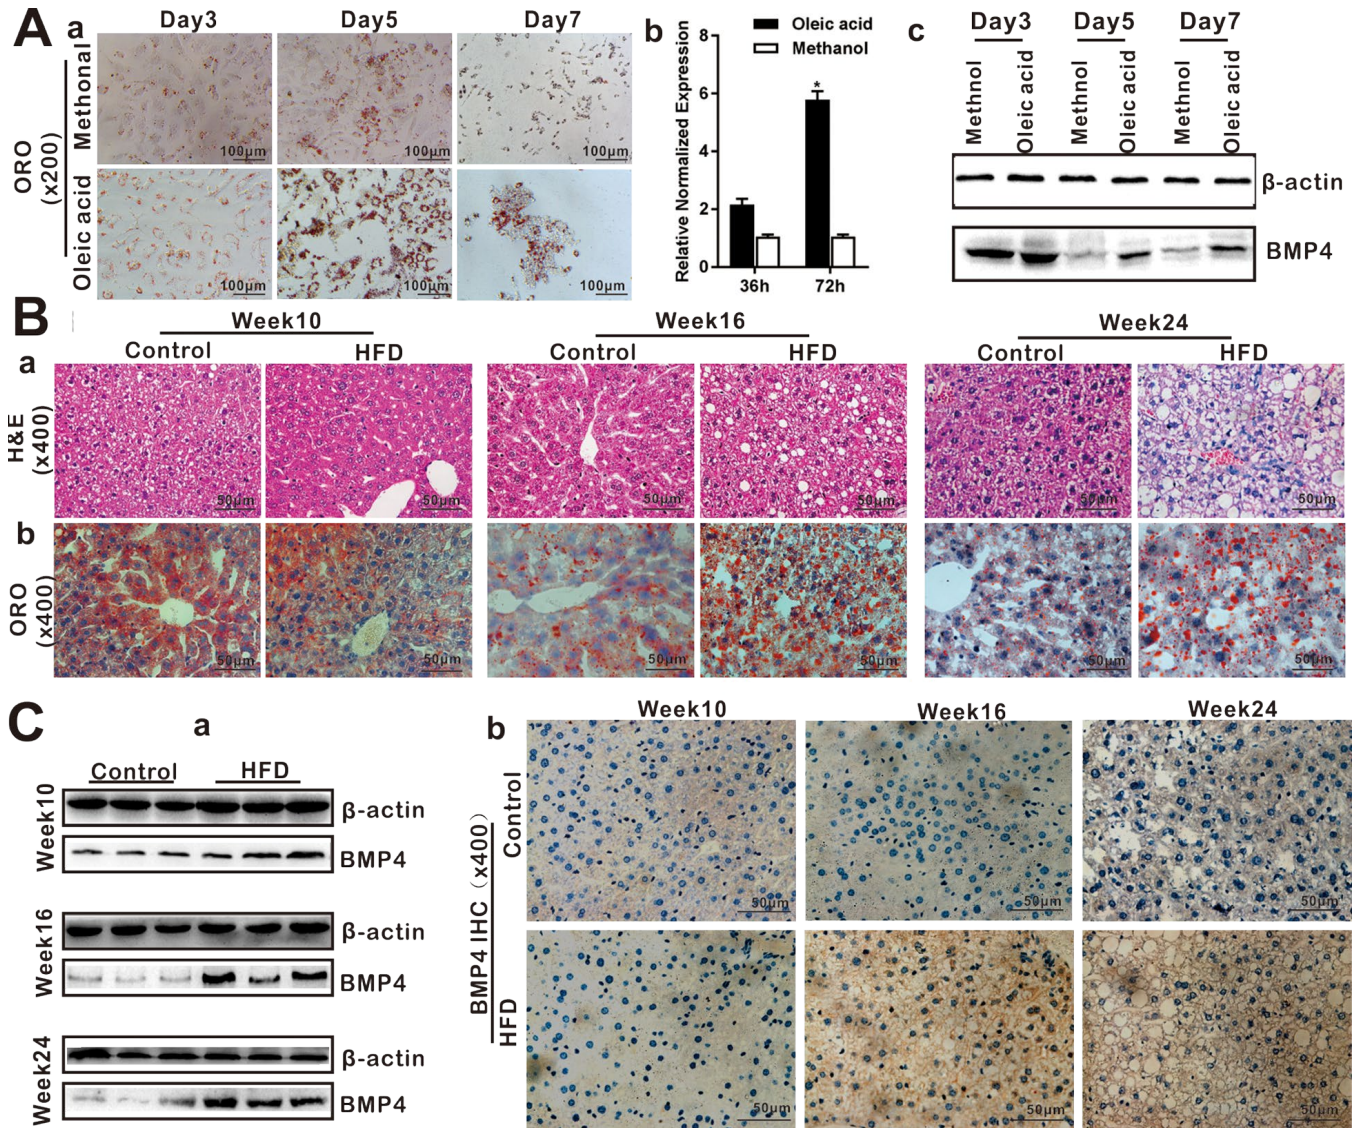 A
a
Day3
Day5
Day7
ORO
(x200)
Methonal
Oleic acid
100μm
100μm
100μm
100μm
100μm
100μm
b
Oleic acid
Methanol
Relative Normalized Expression
8
6
4
2
0
*
36h
72h
c
Day3
Day5
Day7
Methnol
Oleic acid
Methnol
Oleic acid
Methnol
Oleic acid
β-actin
BMP4
B
Week10
Week16
Week24
Control
HFD
Control
HFD
Control
HFD
a
H&E
(x400)
50μm
50μm
50μm
50μm
50μm
50μm
b
ORO
(x400)
50μm
50μm
50μm
50μm
50μm
50μm
C
a
Control
HFD
Week10
β-actin
BMP4
Week16
β-actin
BMP4
Week24
β-actin
BMP4
b
Week10
Week16
Week24
BMP4 IHC (x400)
Control
50μm
50μm
50μm
HFD
50μm
50μm
50μm